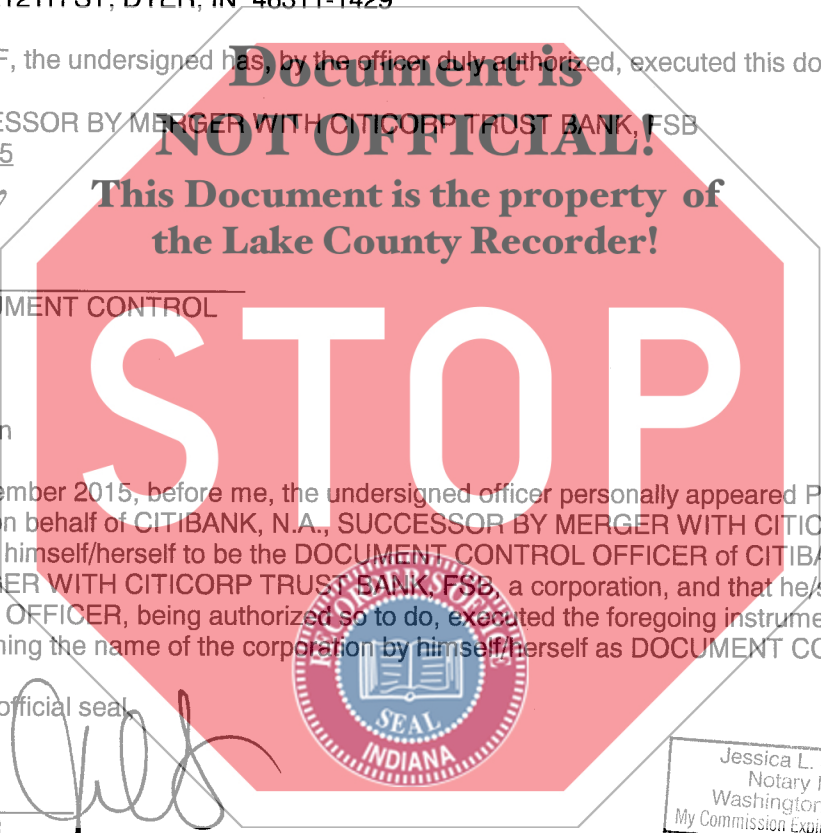 12TH ST, DYER, IN 46311-1429
F, the undersigned has, by the officer duly authorized, executed this do
Document is
ESSOR BY MERGER WITH CITICORP TRUST BANK, FSB
NOT OFFICIAL!
5
This Document is the property of
the Lake County Recorder!
UMENT CONTROL
STOP
n
ember 2015, before me, the undersigned officer personally appeared P
on behalf of CITIBANK, N.A., SUCCESSOR BY MERGER WITH CITIC
himself/herself to be the DOCUMENT CONTROL OFFICER of CITIBA
GER WITH CITICORP TRUST BANK, FSB, a corporation, and that he/s
OFFICER, being authorized so to do, executed the foregoing instrume
ning the name of the corporation by himself/herself as DOCUMENT CO
RECORDER'S OFFICE
SEAL
INDIANA
official seal,
Jessica L.
Notary
Washington
My Commission Expi